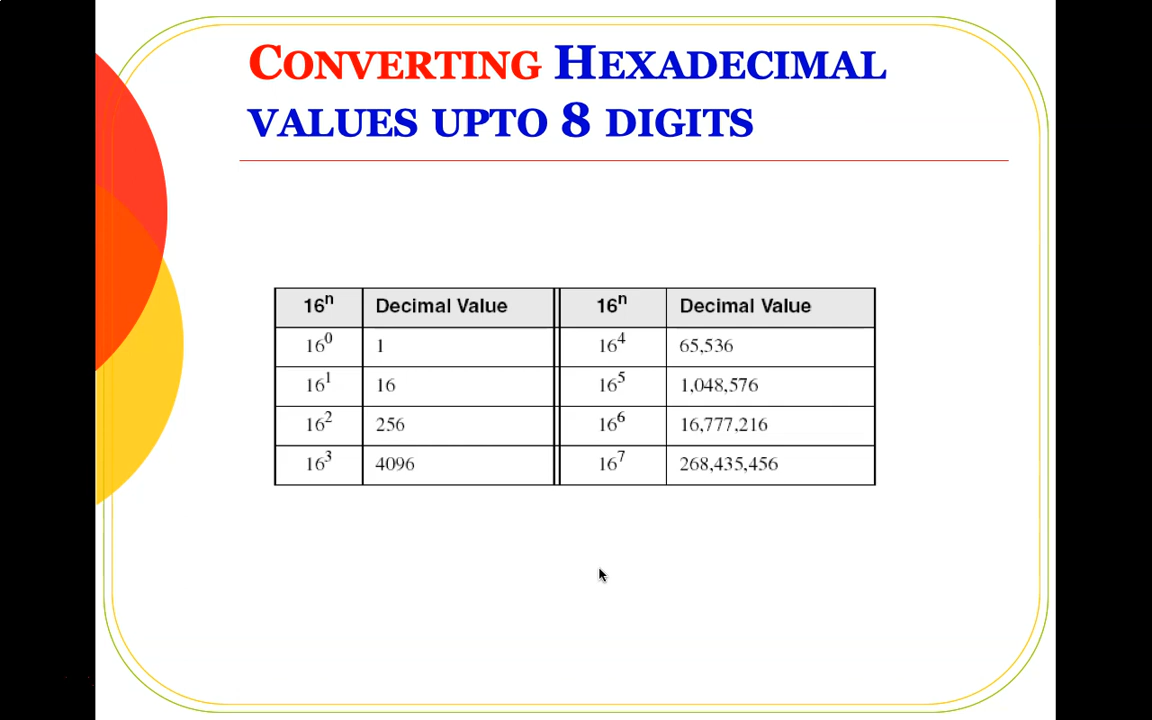 CONVERTING HEXADECIMAL
VALUES UPTO 8 DIGITS
16ⁿ Decimal Value 16ⁿ Decimal Value
16⁰ 1 16⁴ 65,536
16¹ 16 16⁵ 1,048,576
16² 256 16⁶ 16,777,216
16³ 4096 16⁷ 268,435,456